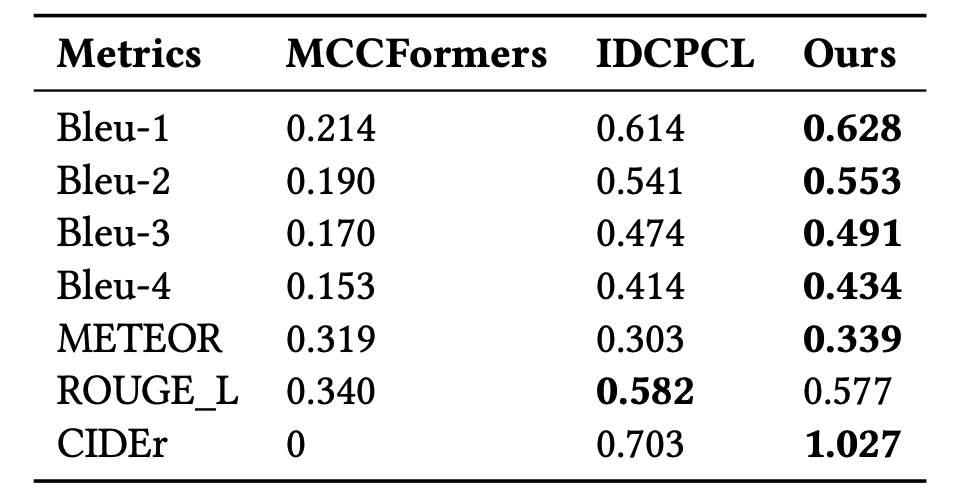 Metrics MCCFormers IDCPCL Ours
Bleu-1 0.214 0.614 0.628
Bleu-2 0.190 0.541 0.553
Bleu-3 0.170 0.474 0.491
Bleu-4 0.153 0.414 0.434
METEOR 0.319 0.303 0.339
ROUGE_L 0.340 0.582 0.577
CIDEr 0 0.703 1.027